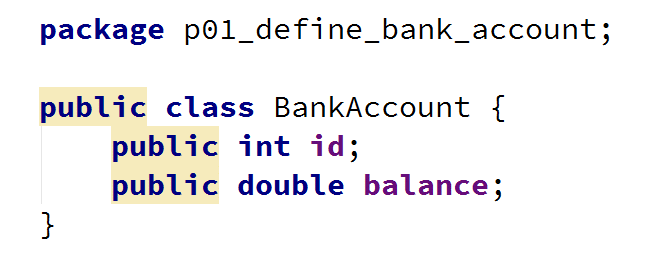 package p01_define_bank_account;
public class BankAccount {
public int id;
public double balance;
}